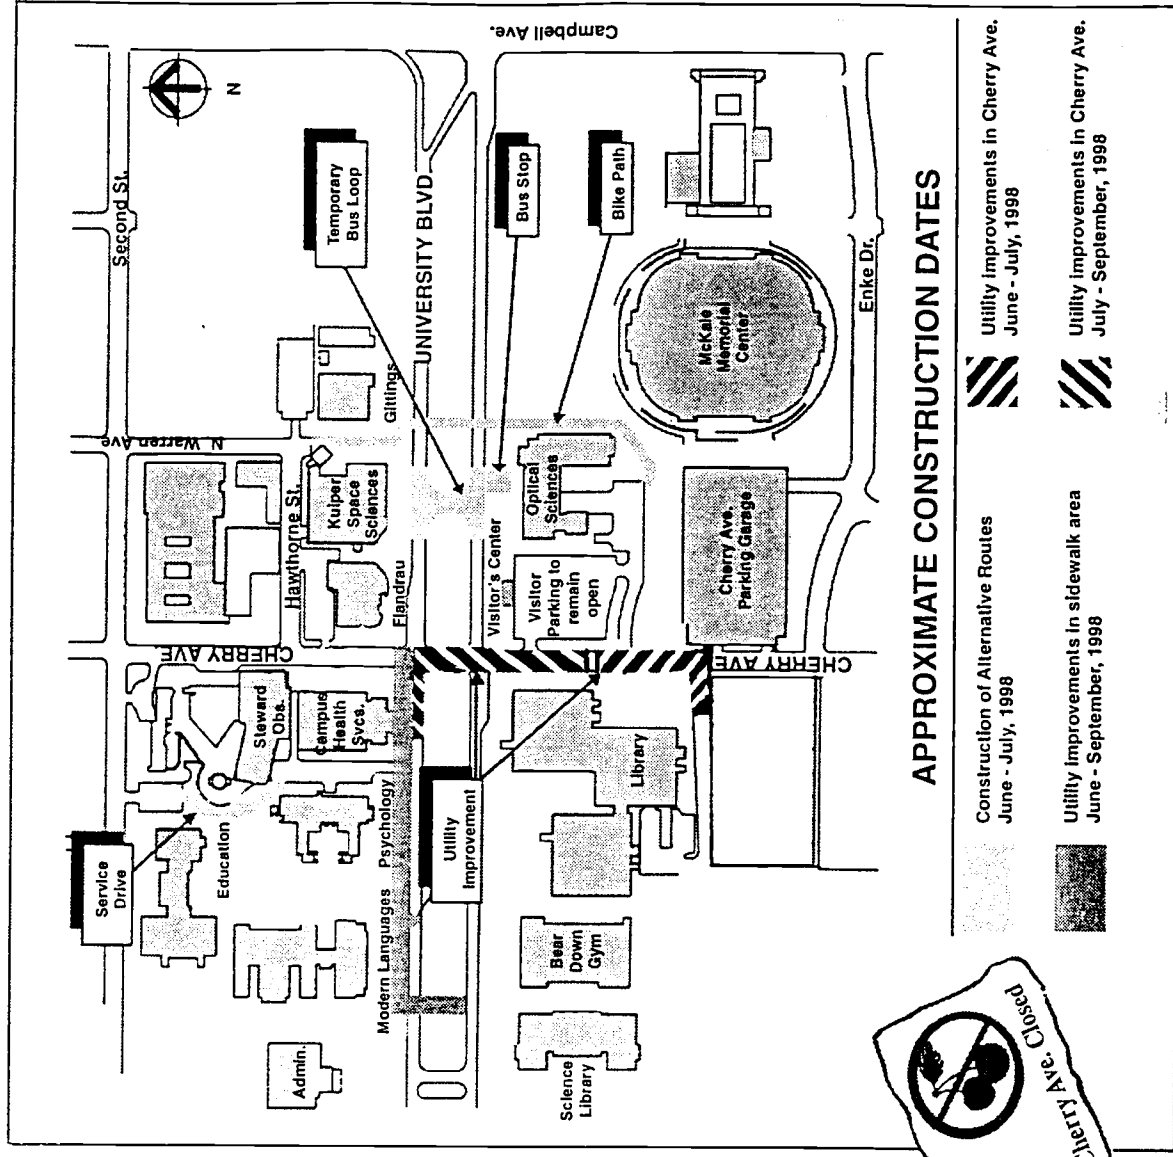 Campbell Ave.
N
Second St.
Temporary
Bus Loop
UNIVERSITY BLVD
Bus Stop
Bike Path
Enke Dr.
McKale
Memorial
Center
Gittings
N. Warren Ave
Kuiper
Space
Sciences
Hawthorne St.
Flandrau
Optical
Sciences
Visitor's Center
Visitor
Parking to
remain
open
Cherry Ave.
Parking Garage
CHERRY AVE
CHERRY AVE
Steward
Obs.
Campus
Health
Svcs.
Library
Psychology
Utility
Improvement
Service
Drive
Education
Modern Languages
Bear
Down
Gym
Admin.
Science
Library
APPROXIMATE CONSTRUCTION DATES
Construction of Alternative Routes
June - July, 1998
Utility improvements in Cherry Ave.
June - July, 1998
Utility improvements in sidewalk area
June - September, 1998
Utility improvements in Cherry Ave.
July - September, 1998
Cherry Ave. Closed